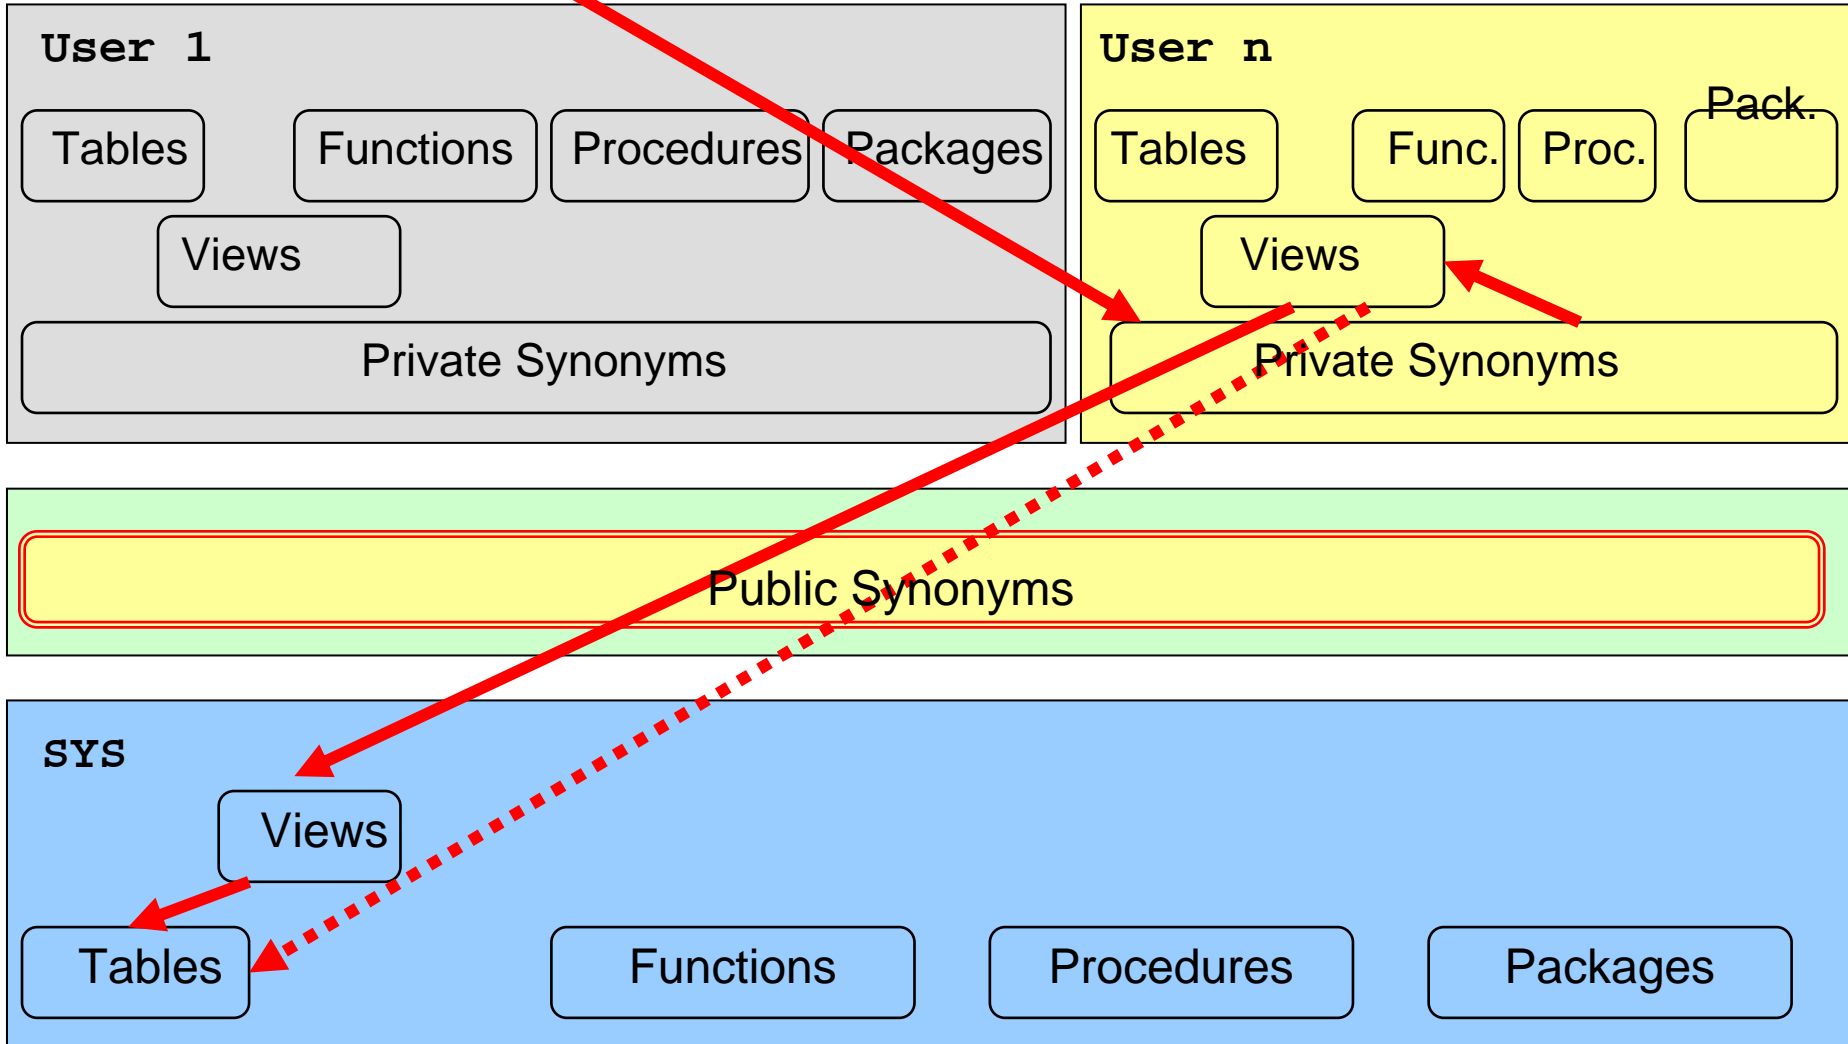 User 1
Tables
Functions
Procedures
Packages
Views
Private Synonyms
User n
Tables
Func.
Proc.
Pack.
Views
Private Synonyms
Public Synonyms
SYS
Views
Tables
Functions
Procedures
Packages